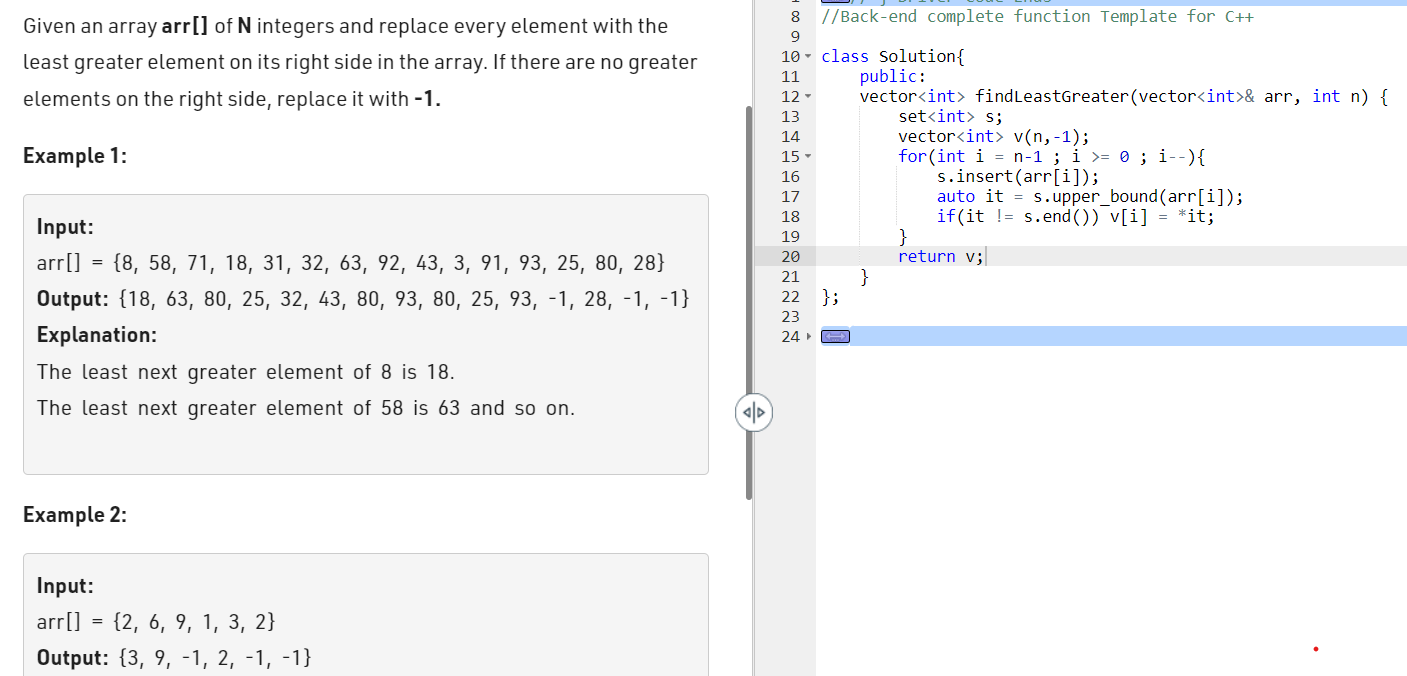 Given an array arr[] of N integers and replace every element with the
least greater element on its right side in the array. If there are no greater
elements on the right side, replace it with -1.
Example 1:
Input:
arr[] = {8, 58, 71, 18, 31, 32, 63, 92, 43, 3, 91, 93, 25, 80, 28}
Output: {18, 63, 80, 25, 32, 43, 80, 93, 80, 25, 93, -1, 28, -1, -1}
Explanation:
The least next greater element of 8 is 18.
The least next greater element of 58 is 63 and so on.
Example 2:
Input:
arr[] = {2, 6, 9, 1, 3, 2}
Output: {3, 9, -1, 2, -1, -1}
8 //Back-end complete function Template for C++
9
10 class Solution{
11 public:
12 vector<int> findLeastGreater(vector<int>& arr, int n) {
13 set<int> s;
14 vector<int> v(n,-1);
15 for(int i = n-1 ; i >= 0 ; i--){
16 s.insert(arr[i]);
17 auto it = s.upper_bound(arr[i]);
18 if(it != s.end()) v[i] = *it;
19 }
20 return v;
21 }
22 };
23
24